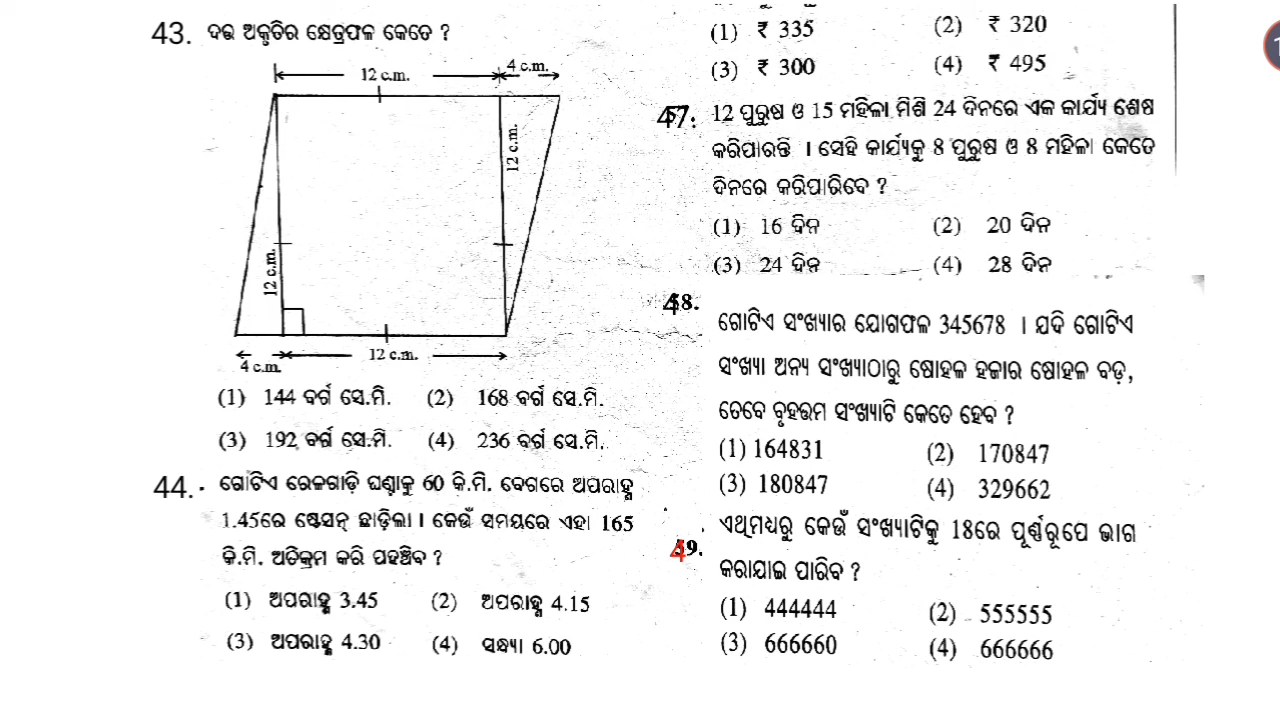 43. ଦତ୍ତ ଅକୃତିର କ୍ଷେତ୍ରଫଳ କେତେ ?
12 c.m.
4 c.m.
12 c.m.
12 c.m.
4 c.m.
12 c.m.
(1) 144 ବର୍ଗ ସେ.ମି. (2) 168 ବର୍ଗ ସେ.ମି.
(3) 192 ବର୍ଗ ସେ.ମି. (4) 236 ବର୍ଗ ସେ.ମି.
44. ଗୋଟିଏ ରେଳଗାଡ଼ି ଘଣ୍ଟାକୁ 60 କି.ମି. ବେଗରେ ଅପରାହ୍ଣ
1.45ରେ ଷ୍ଟେସନ୍ ଛାଡ଼ିଲା । କେଉଁ ସମୟରେ ଏହା 165
କି.ମି. ଅତିକ୍ରମ କରି ପହଞ୍ଚିବ ?
(1) ଅପରାହ୍ଣ 3.45 (2) ଅପରାହ୍ଣ 4.15
(3) ଅପରାହ୍ଣ 4.30 (4) ସନ୍ଧ୍ୟା 6.00
(1) ₹ 335 (2) ₹ 320
(3) ₹ 300 (4) ₹ 495
47. 12 ପୁରୁଷ ଓ 15 ମହିଳା ମିଶି 24 ଦିନରେ ଏକ କାର୍ଯ୍ୟ ଶେଷ
କରିପାରନ୍ତି । ସେହି କାର୍ଯ୍ୟକୁ 8 ପୁରୁଷ ଓ 8 ମହିଳା କେତେ
ଦିନରେ କରିପାରିବେ ?
(1) 16 ଦିନ (2) 20 ଦିନ
(3) 24 ଦିନ (4) 28 ଦିନ
48.
ଗୋଟିଏ ସଂଖ୍ୟାର ଯୋଗଫଳ 345678 । ଯଦି ଗୋଟିଏ
ସଂଖ୍ୟା ଅନ୍ୟ ସଂଖ୍ୟାଠାରୁ ଷୋହଳ ହଜାର ଷୋହଳ ବଡ଼,
ତେବେ ବୃହତ୍ତମ ସଂଖ୍ୟାଟି କେତେ ହେବ ?
(1) 164831 (2) 170847
(3) 180847 (4) 329662
49. ଏଥିମଧ୍ୟରୁ କେଉଁ ସଂଖ୍ୟାଟିକୁ 18ରେ ପୂର୍ଣ୍ଣରୂପେ ଭାଗ
କରାଯାଇ ପାରିବ ?
(1) 444444 (2) 555555
(3) 666660 (4) 666666